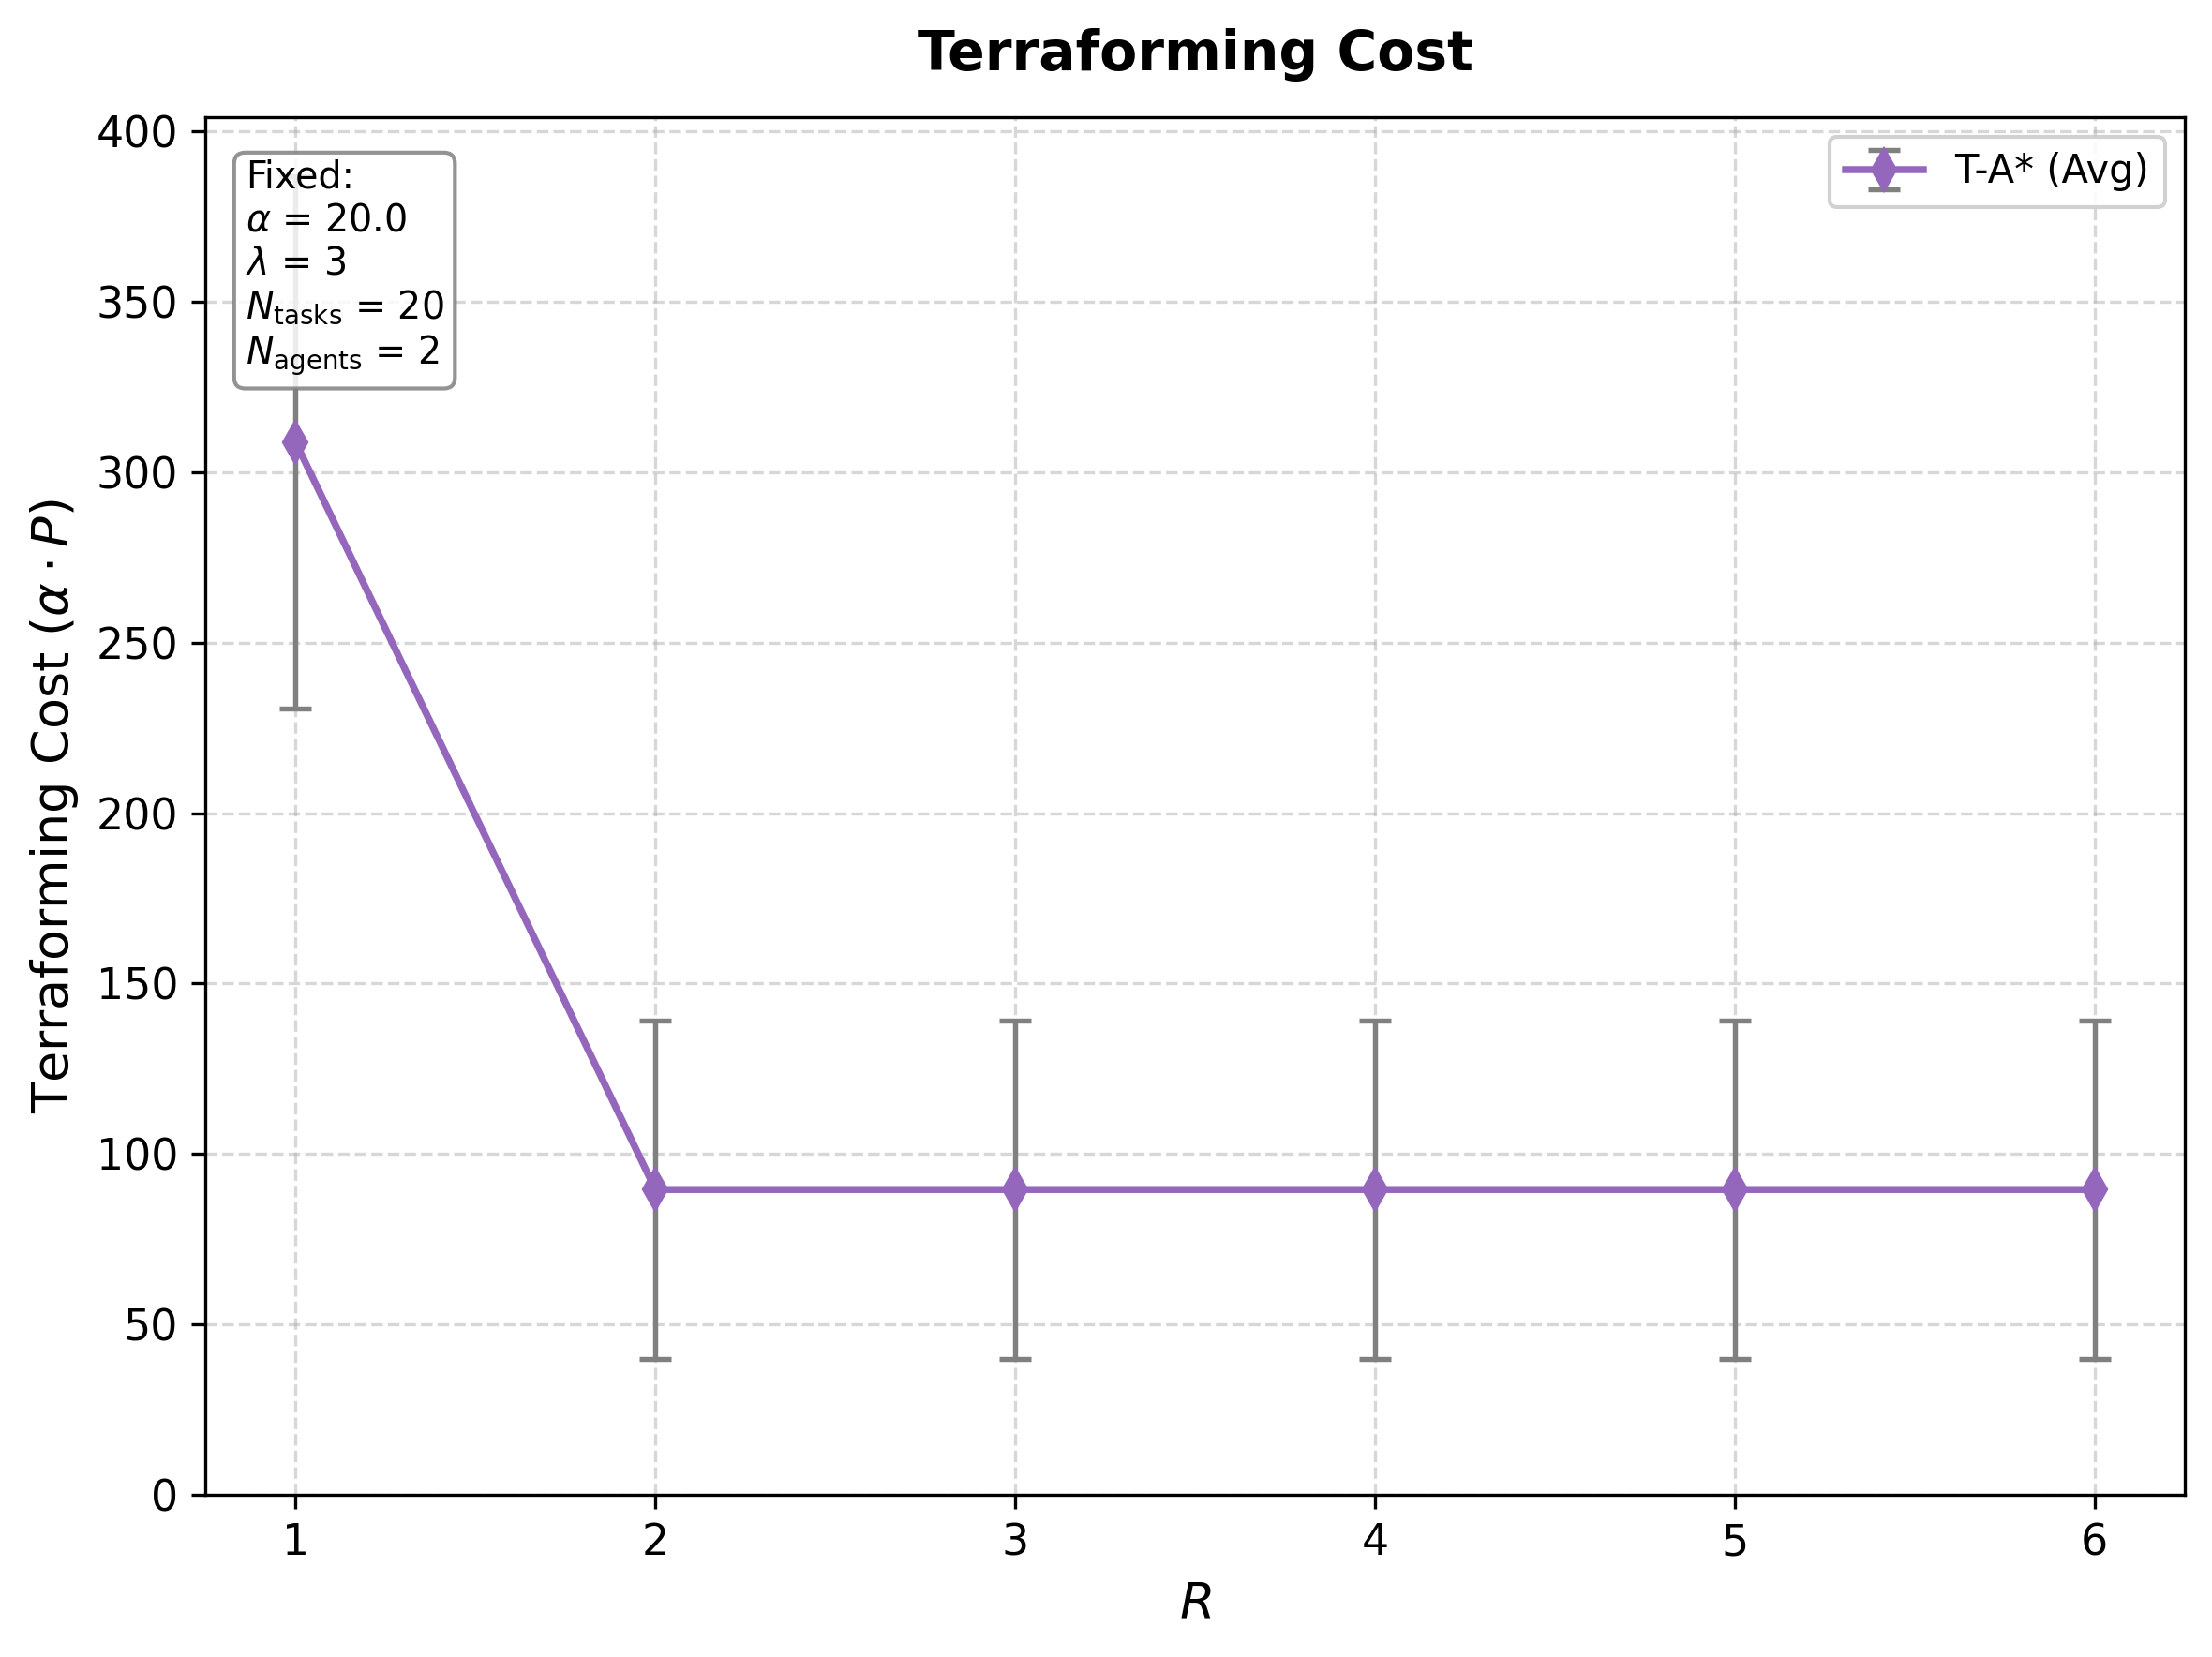 Terraforming Cost
400
350
300
250
200
150
100
50
0
Terraforming Cost (α · P)
Fixed:
α = 20.0
λ = 3
N_tasks = 20
N_agents = 2
T-A* (Avg)
1 2 3 4 5 6
R